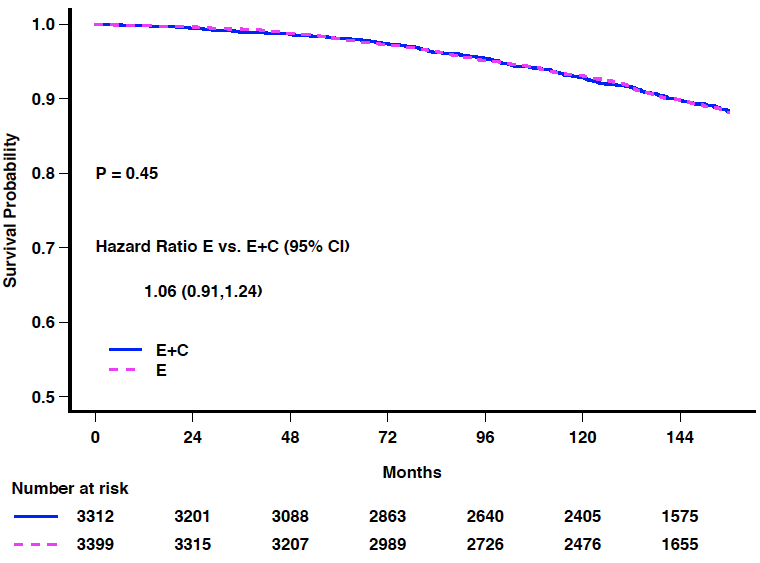 1.0
0.9
0.8
0.7
0.6
0.5
Survival Probability
P = 0.45
Hazard Ratio E vs. E+C (95% CI)
1.06 (0.91,1.24)
E+C
E
0 24 48 72 96 120 144
Months
Number at risk
3312 3201 3088 2863 2640 2405 1575
3399 3315 3207 2989 2726 2476 1655